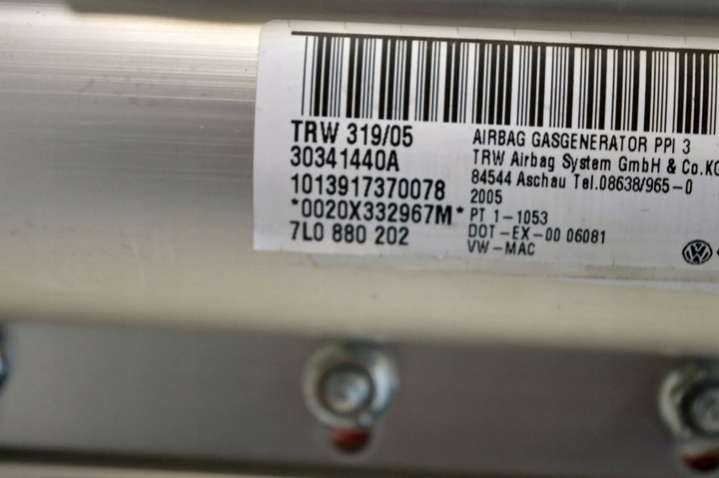 TRW 319/05
30341440A
1013917370078
*0020X332967M*
7L0 880 202
AIRBAG GASGENERATOR PPI 3
TRW Airbag System GmbH & Co.KG
84544 Aschau Tel.08638/965-0
2005
PT 1-1053
DOT-EX-00 06081
VW-MAC